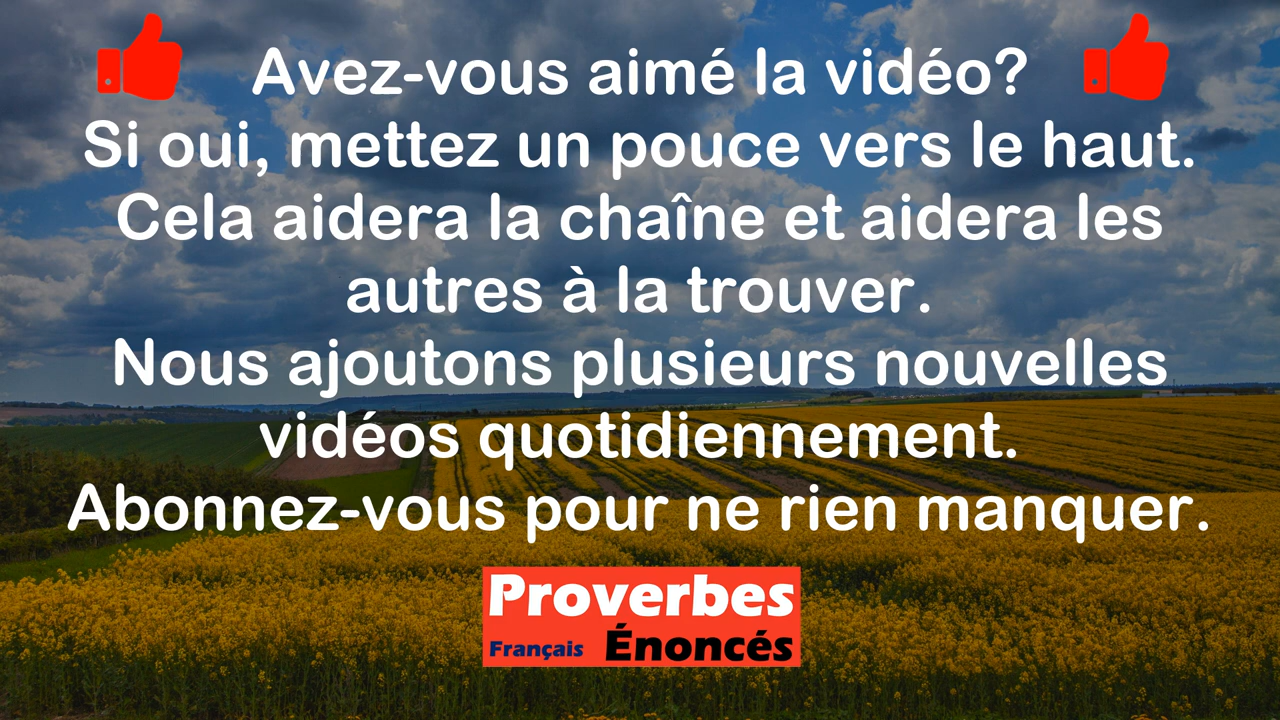 Avez-vous aimé la vidéo?
Si oui, mettez un pouce vers le haut.
Cela aidera la chaîne et aidera les
autres à la trouver.
Nous ajoutons plusieurs nouvelles
vidéos quotidiennement.
Abonnez-vous pour ne rien manquer.
Proverbes
Français Énoncés